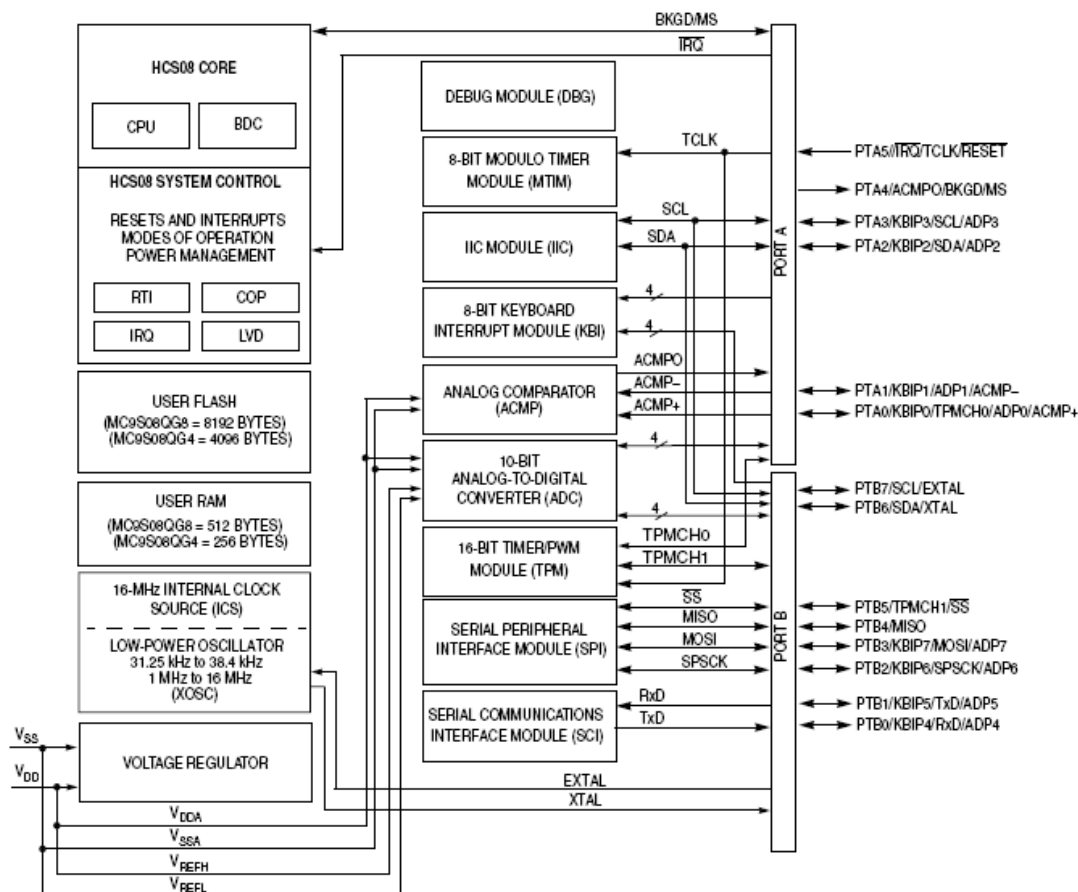 BKGD/MS
IRQ
HCS08 CORE
CPU
BDC
HCS08 SYSTEM CONTROL
RESETS AND INTERRUPTS
MODES OF OPERATION
POWER MANAGEMENT
RTI
COP
IRQ
LVD
USER FLASH
(MC9S08QG8 = 8192 BYTES)
(MC9S08QG4 = 4096 BYTES)
USER RAM
(MC9S08QG8 = 512 BYTES)
(MC9S08QG4 = 256 BYTES)
16-MHz INTERNAL CLOCK
SOURCE (ICS)
LOW-POWER OSCILLATOR
31.25 kHz to 38.4 kHz
1 MHz to 16 MHz
(XOSC)
VSS
VDD
VOLTAGE REGULATOR
VDDA
VSSA
VREFH
VREFL
DEBUG MODULE (DBG)
8-BIT MODULO TIMER
MODULE (MTIM)
TCLK
IIC MODULE (IIC)
SCL
SDA
8-BIT KEYBOARD
INTERRUPT MODULE (KBI)
4
4
ANALOG COMPARATOR
(ACMP)
ACMPO
ACMP–
ACMP+
10-BIT
ANALOG-TO-DIGITAL
CONVERTER (ADC)
4
4
16-BIT TIMER/PWM
MODULE (TPM)
TPMCH0
TPMCH1
SERIAL PERIPHERAL
INTERFACE MODULE (SPI)
SS
MISO
MOSI
SPSCK
SERIAL COMMUNICATIONS
INTERFACE MODULE (SCI)
RxD
TxD
EXTAL
XTAL
PORT A
PTA5//IRQ/TCLK/RESET
PTA4/ACMPO/BKGD/MS
PTA3/KBIP3/SCL/ADP3
PTA2/KBIP2/SDA/ADP2
PTA1/KBIP1/ADP1/ACMP–
PTA0/KBIP0/TPMCH0/ADP0/ACMP+
PORT B
PTB7/SCL/EXTAL
PTB6/SDA/XTAL
PTB5/TPMCH1/SS
PTB4/MISO
PTB3/KBIP7/MOSI/ADP7
PTB2/KBIP6/SPSCK/ADP6
PTB1/KBIP5/TxD/ADP5
PTB0/KBIP4/RxD/ADP4